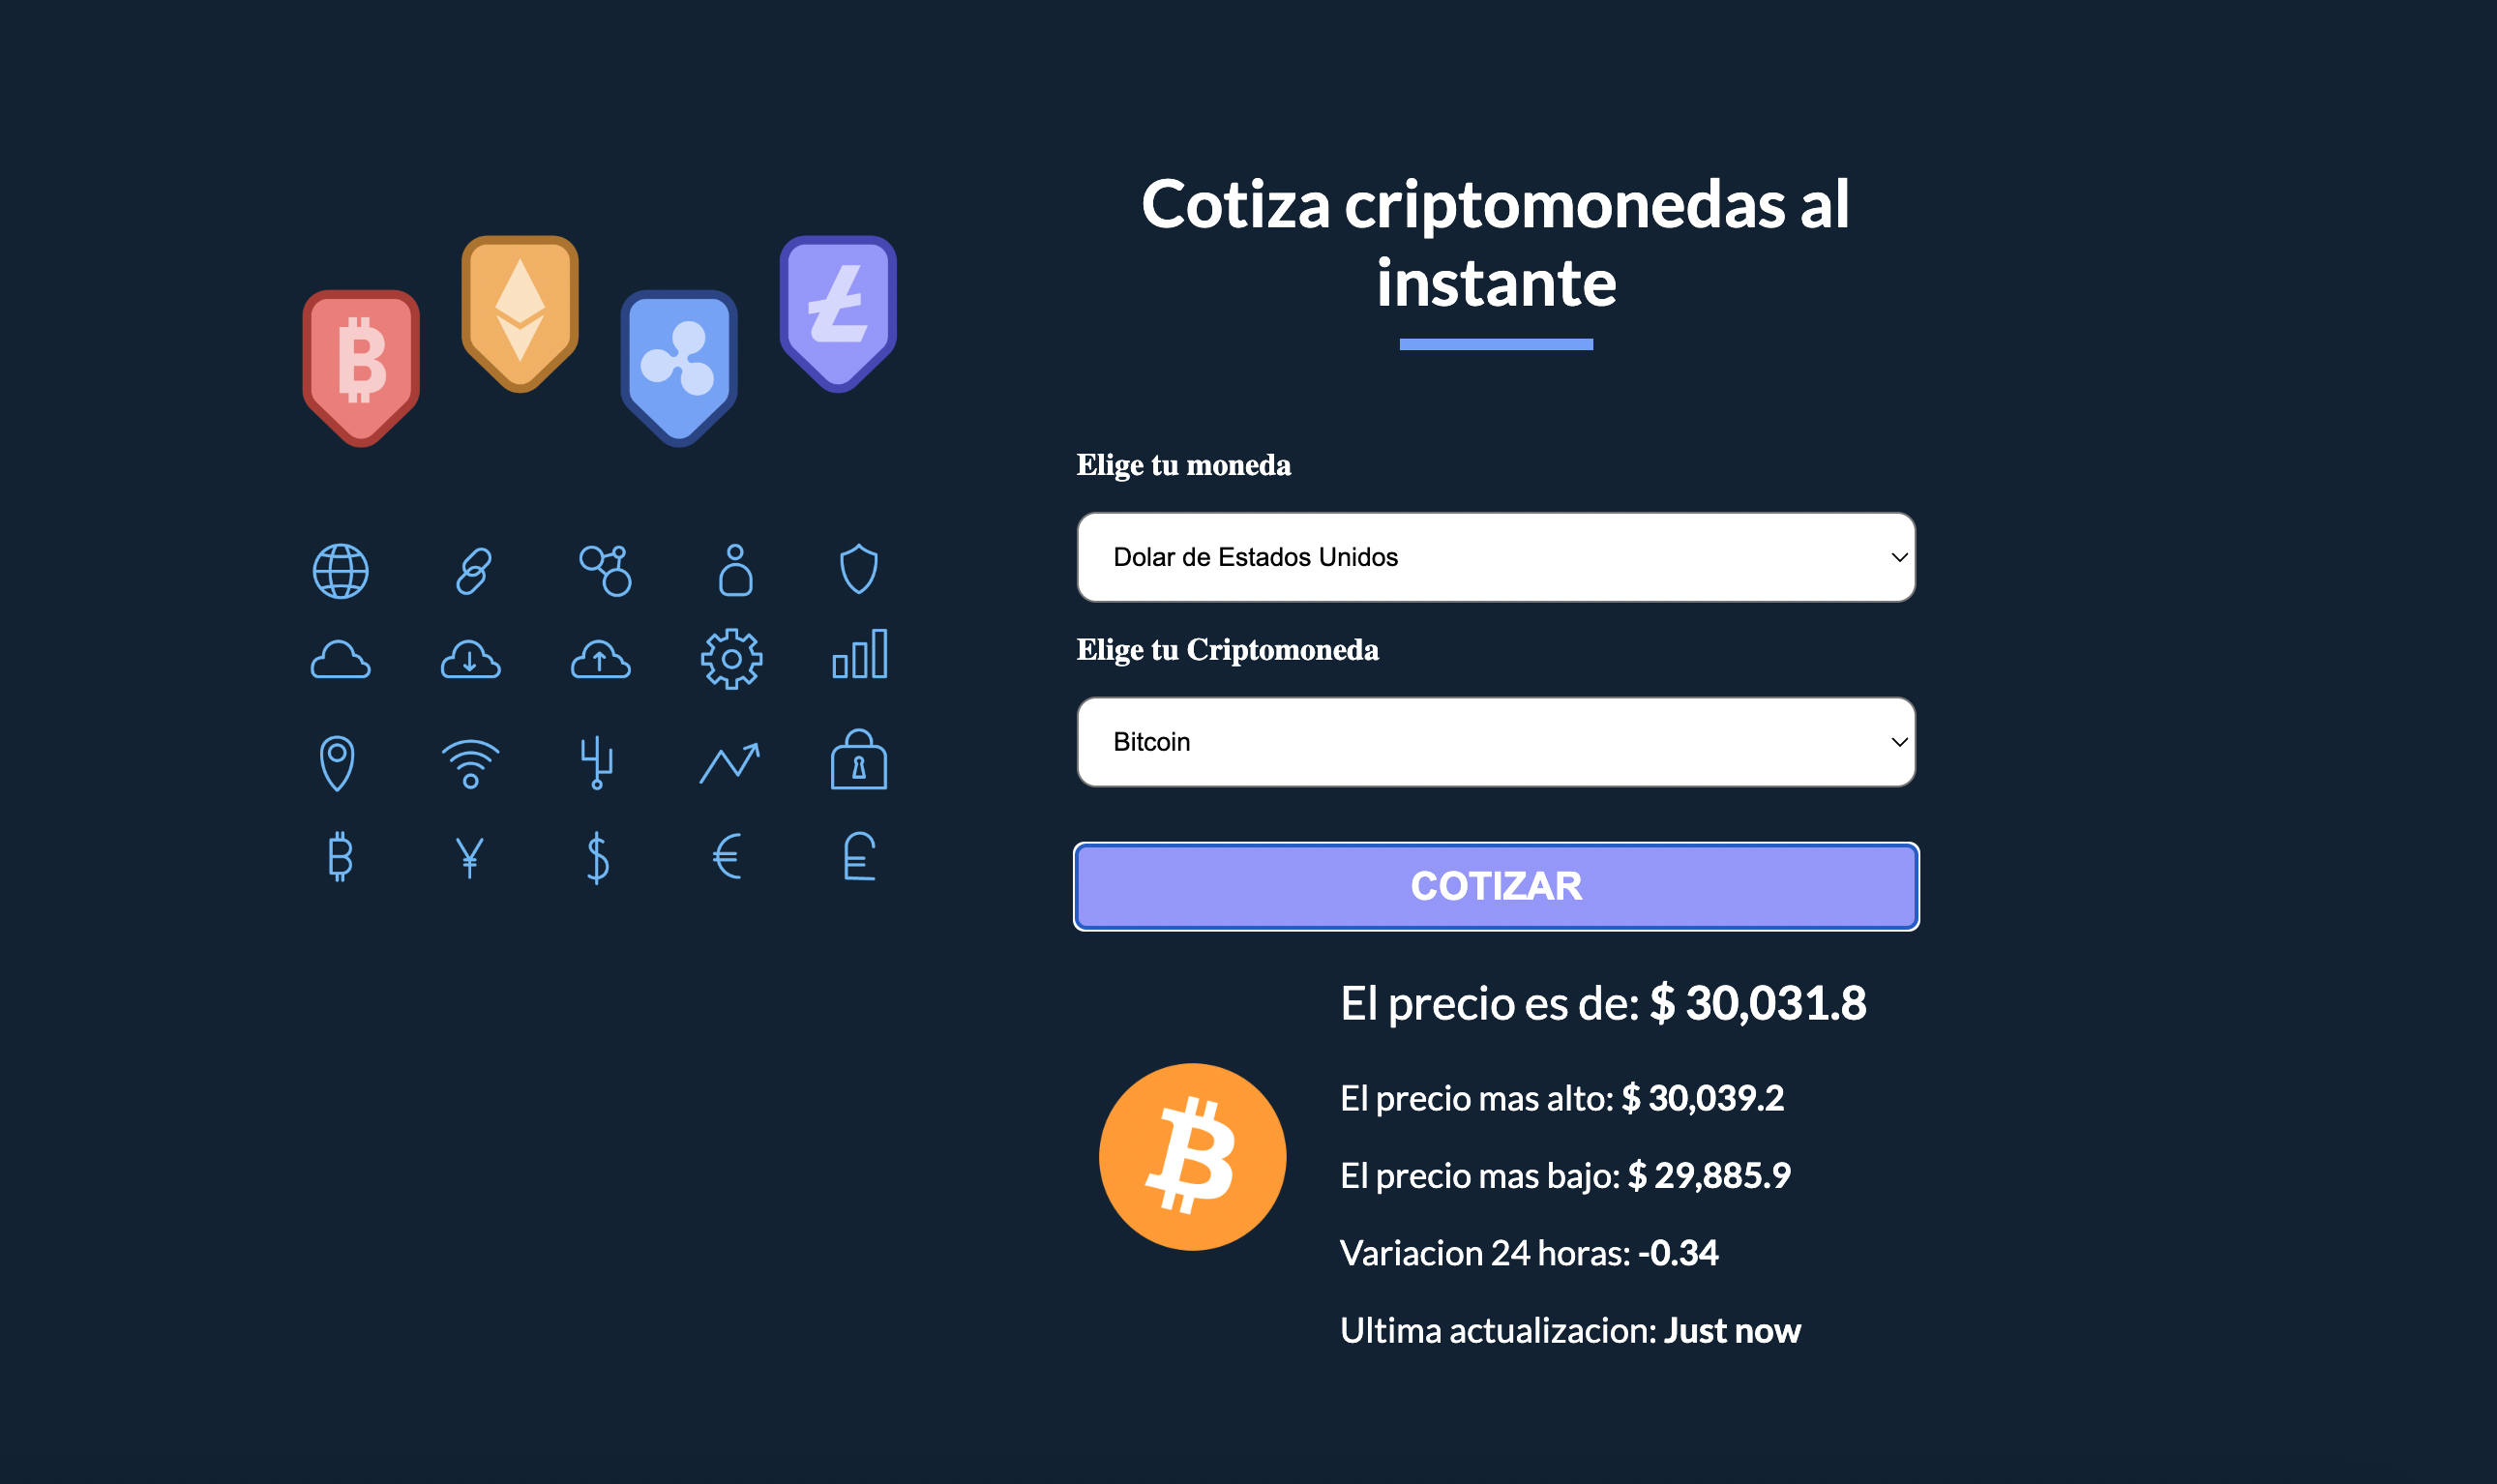 Cotiza criptomonedas al
instante
Elige tu moneda
Dolar de Estados Unidos
Elige tu Criptomoneda
Bitcoin
COTIZAR
El precio es de: $ 30,031.8
El precio mas alto: $ 30,039.2
El precio mas bajo: $ 29,885.9
Variacion 24 horas: -0.34
Ultima actualizacion: Just now